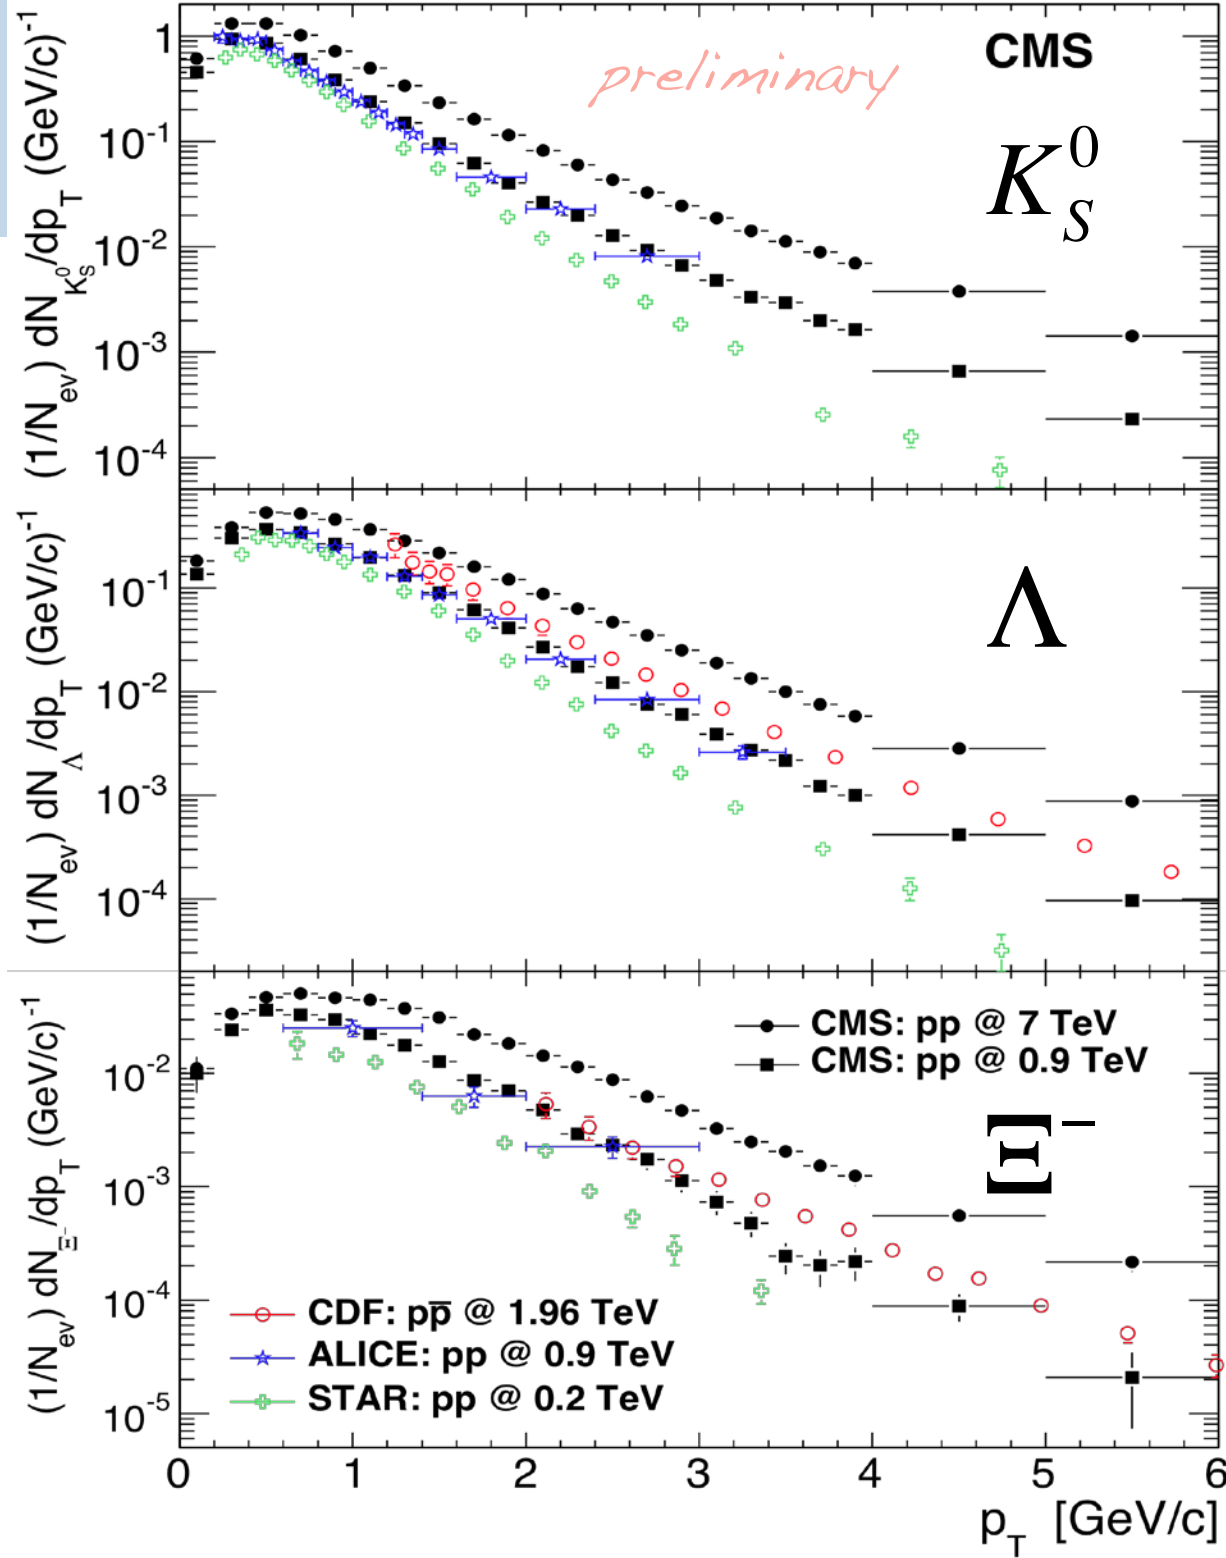 (1/N_ev) dN_K_S^0/dp_T (GeV/c)^-1
1
10^-1
10^-2
10^-3
10^-4
preliminary
CMS
K_S^0
(1/N_ev) dN_Λ/dp_T (GeV/c)^-1
10^-1
10^-2
10^-3
10^-4
Λ
(1/N_ev) dN_Ξ^-/dp_T (GeV/c)^-1
10^-2
10^-3
10^-4
10^-5
CMS: pp @ 7 TeV
CMS: pp @ 0.9 TeV
Ξ^-
CDF: pp̅ @ 1.96 TeV
ALICE: pp @ 0.9 TeV
STAR: pp @ 0.2 TeV
0 1 2 3 4 5 6
p_T [GeV/c]